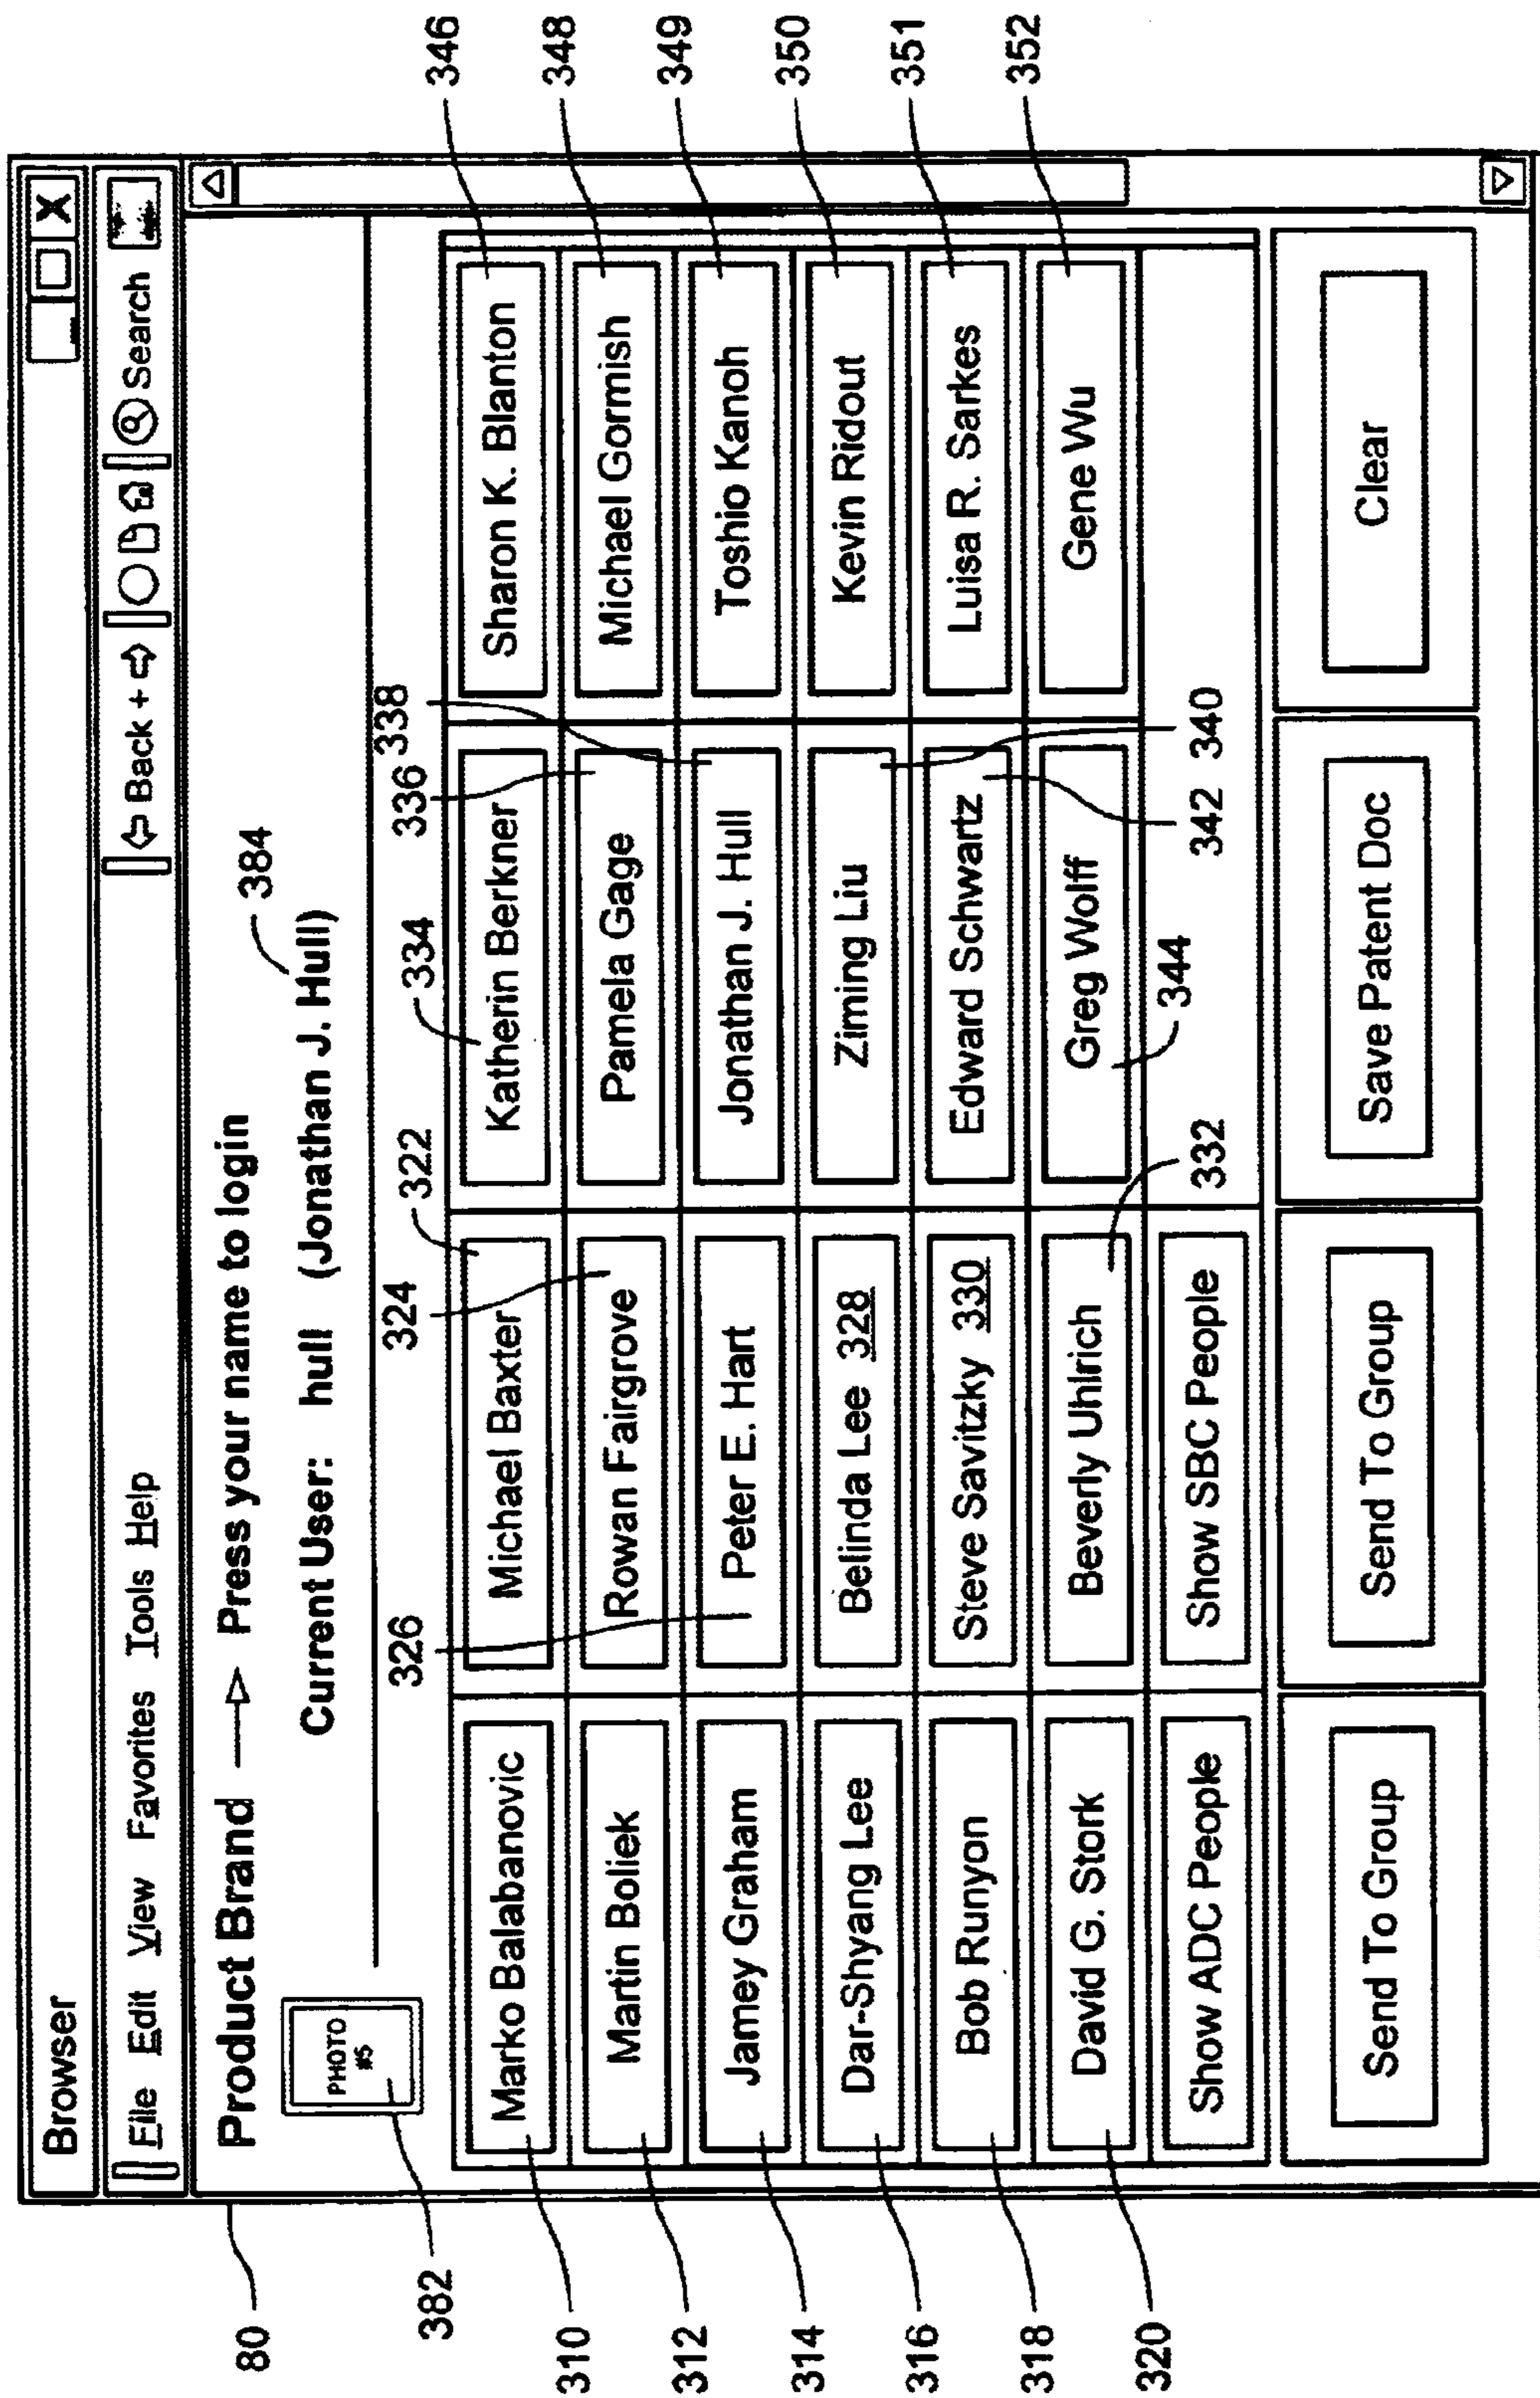 Browser
File Edit View Favorites Tools Help Back + Search
Product Brand Press your name to login
Current User: hull (Jonathan J. Hull)
PHOTO
#5
80
382
384
326 324 322 334 336 338
Marko Balabanovic Michael Baxter Katherin Berkner Sharon K. Blanton 346
310
Martin Boliek Rowan Fairgrove Pamela Gage Michael Gormish 348
312
Jamey Graham Peter E. Hart Jonathan J. Hull Toshio Kanoh 349
314
Dar-Shyang Lee Belinda Lee 328 Ziming Liu Kevin Ridout 350
316
Bob Runyon Steve Savitzky 330 Edward Schwartz Luisa R. Sarkes 351
318
David G. Stork Beverly Uhlrich Greg Wolff Gene Wu 352
320
Show ADC People Show SBC People
332 344 342 340
Send To Group Send To Group Save Patent Doc Clear